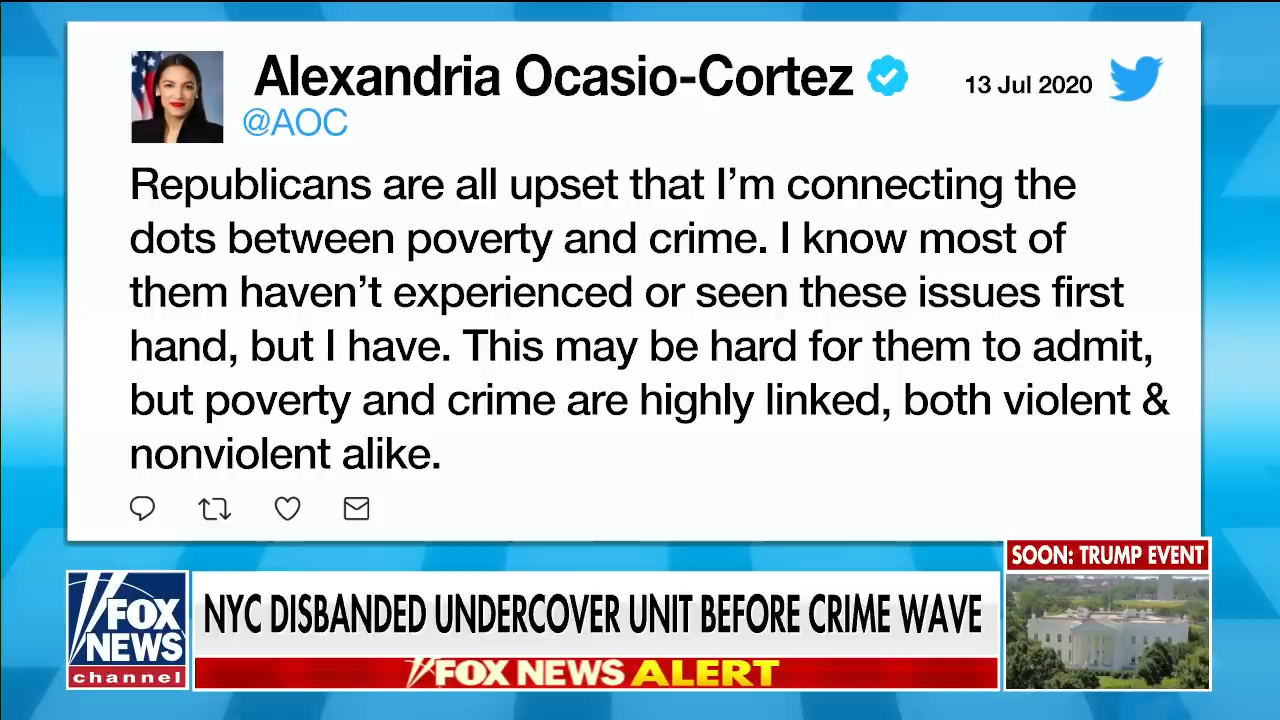 Alexandria Ocasio-Cortez
13 Jul 2020
@AOC
Republicans are all upset that I'm connecting the
dots between poverty and crime. I know most of
them haven't experienced or seen these issues first
hand, but I have. This may be hard for them to admit,
but poverty and crime are highly linked, both violent &
nonviolent alike.
SOON: TRUMP EVENT
FOX
NEWS
channel
NYC DISBANDED UNDERCOVER UNIT BEFORE CRIME WAVE
FOX NEWS ALERT